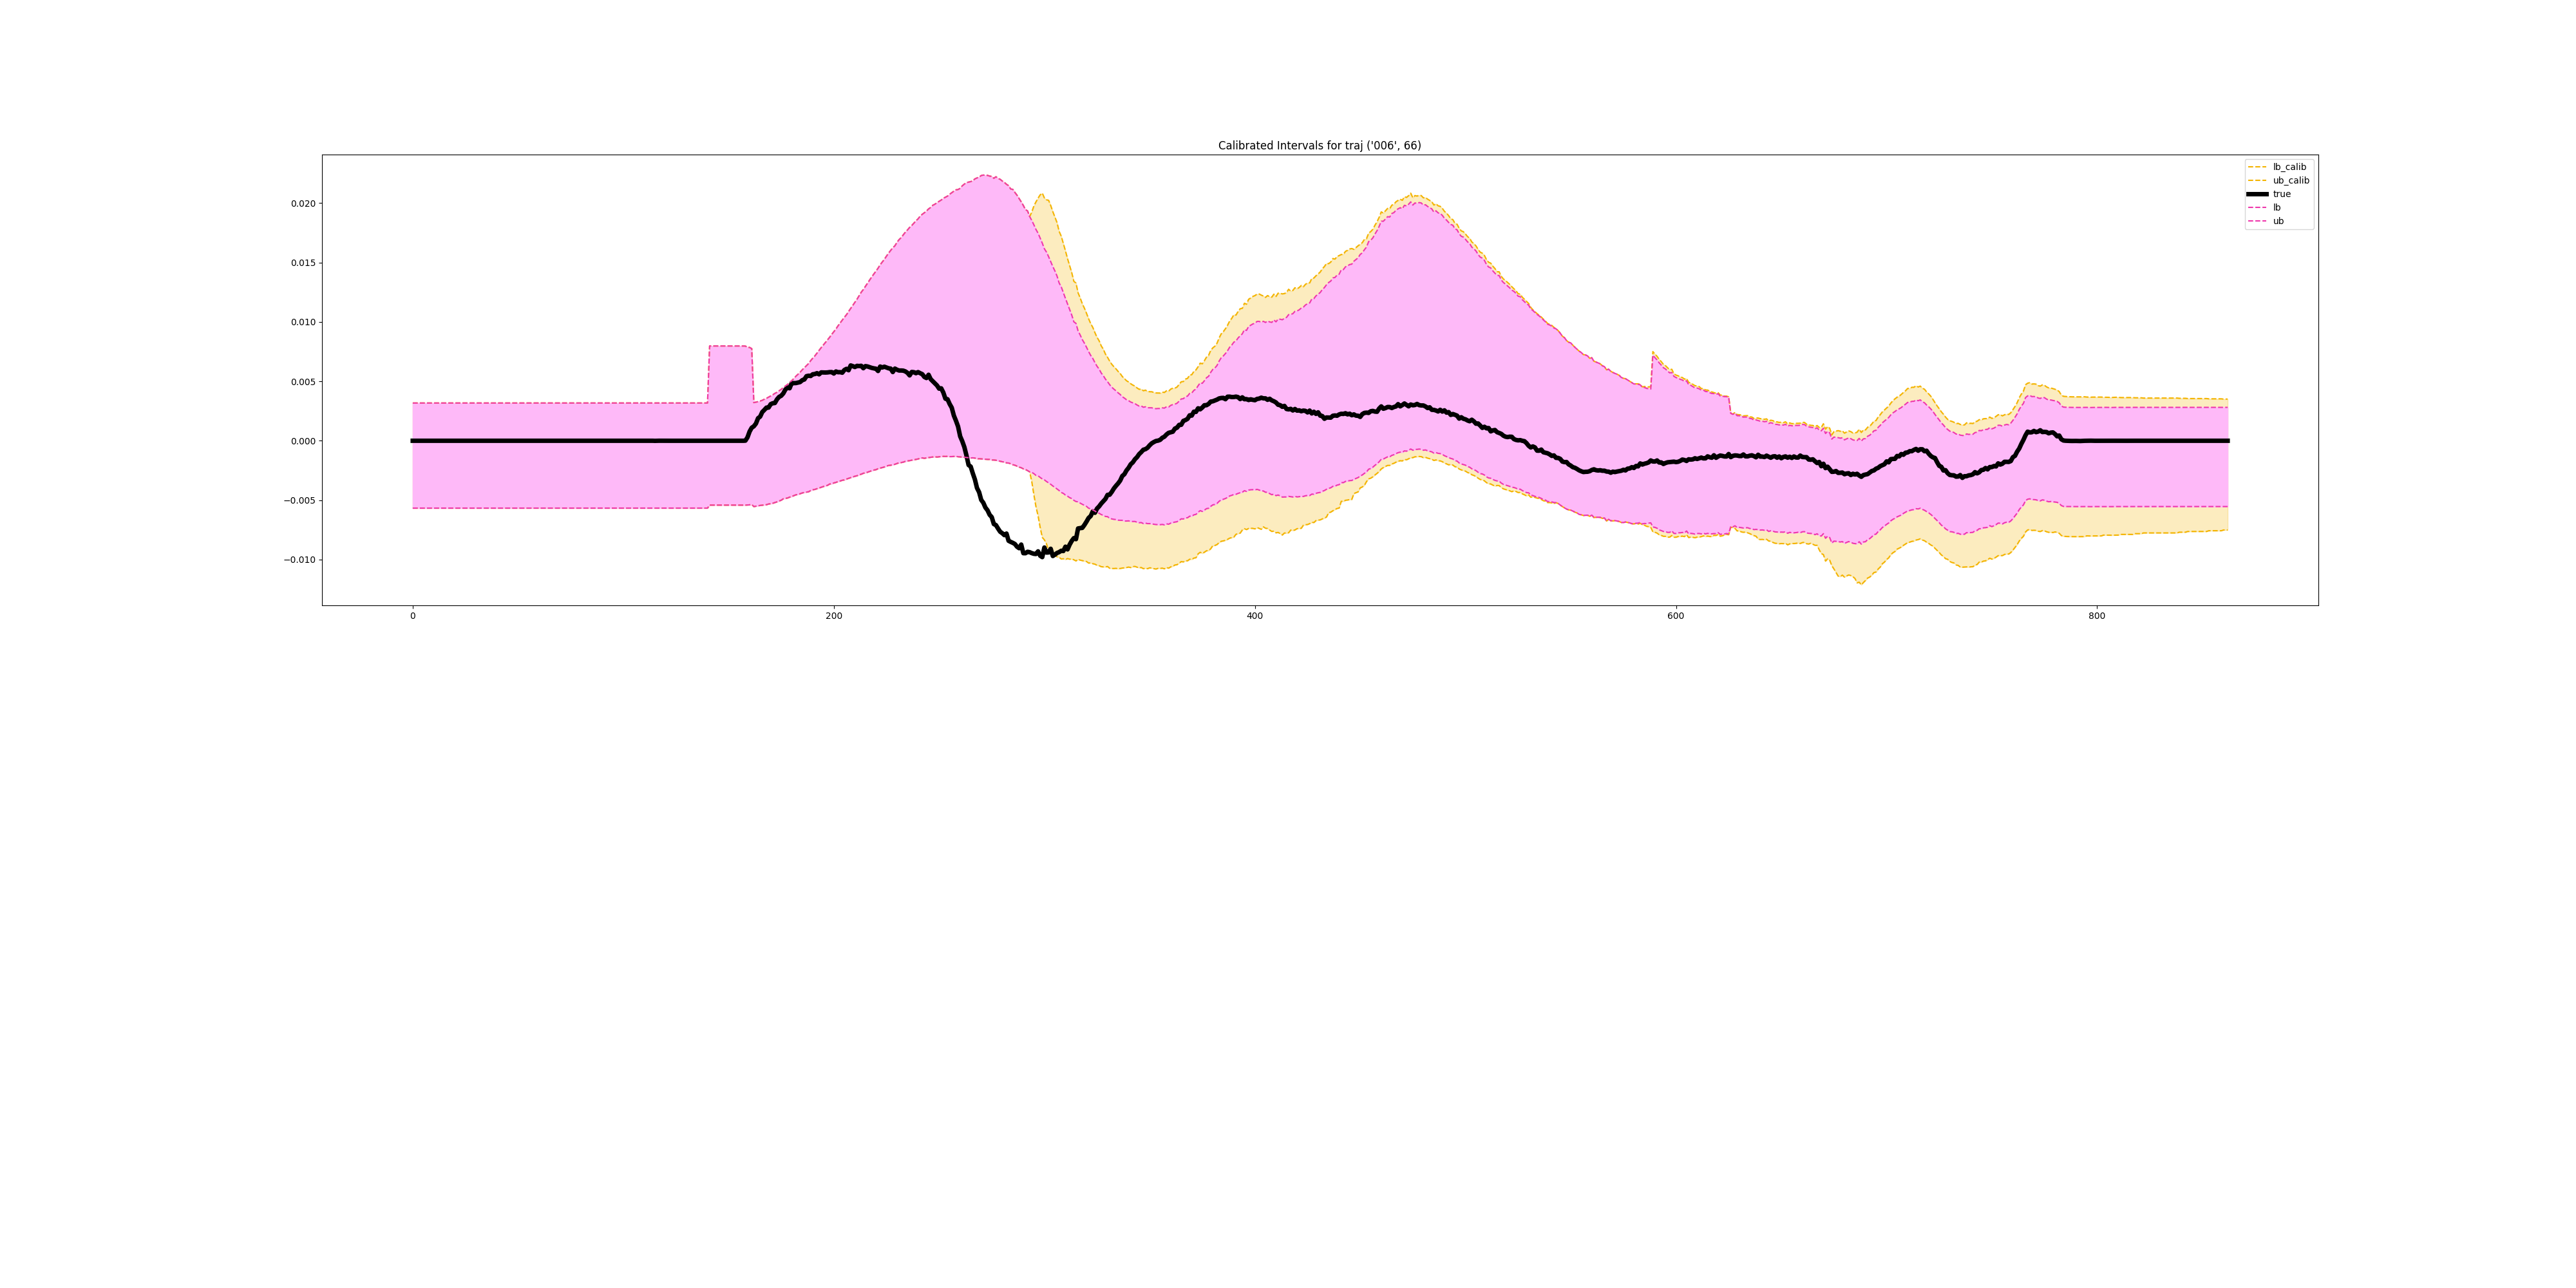 Calibrated Intervals for traj ('006', 66)
lb_calib
ub_calib
true
lb
ub
0.020
0.015
0.010
0.005
0.000
−0.005
−0.010
0 200 400 600 800